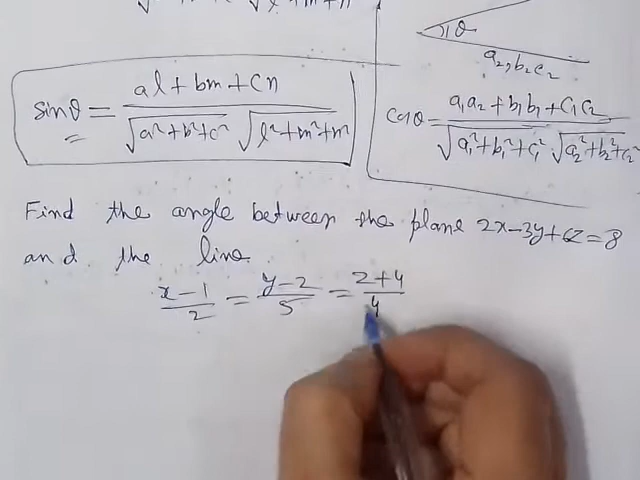 θ
a₂, b₂ c₂
sinθ = (al + bm + cn) / (√(a² + b² + c²) √(l² + m² + n²))
cosθ = (a₁a₂ + b₁b₂ + c₁c₂) / (√(a₁² + b₁² + c₁²) √(a₂² + b₂² + c₂²))
Find the angle between the plane 2x-3y+6z=8
and the line
(x-1)/2 = (y-2)/5 = (z+4)/4